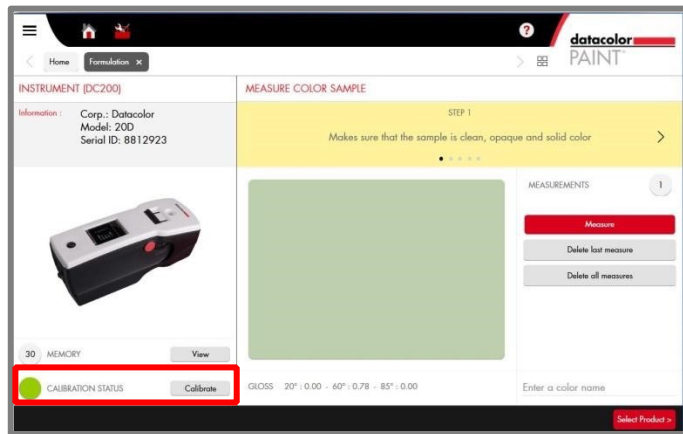 datacolor
PAINT
Home
Formulation ×
INSTRUMENT (DC200)
Information :
Corp.: Datacolor
Model: 20D
Serial ID: 8812923
30
MEMORY
View
CALIBRATION STATUS
Calibrate
MEASURE COLOR SAMPLE
STEP 1
Makes sure that the sample is clean, opaque and solid color
MEASUREMENTS
1
Measure
Delete last measure
Delete all measures
GLOSS 20° : 0.00 - 60° : 0.78 - 85° : 0.00
Enter a color name
Select Product >